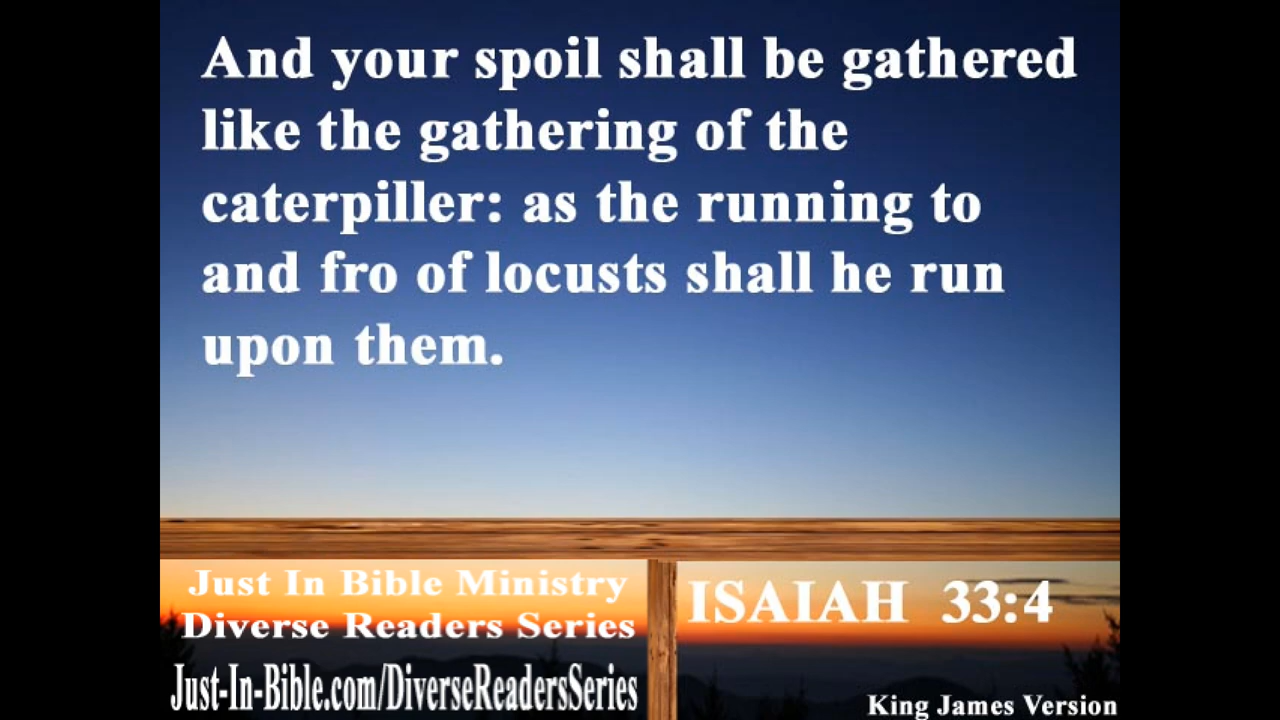 And your spoil shall be gathered
like the gathering of the
caterpiller: as the running to
and fro of locusts shall he run
upon them.
Just In Bible Ministry
Diverse Readers Series
Just-In-Bible.com/DiverseReadersSeries
ISAIAH 33:4
King James Version